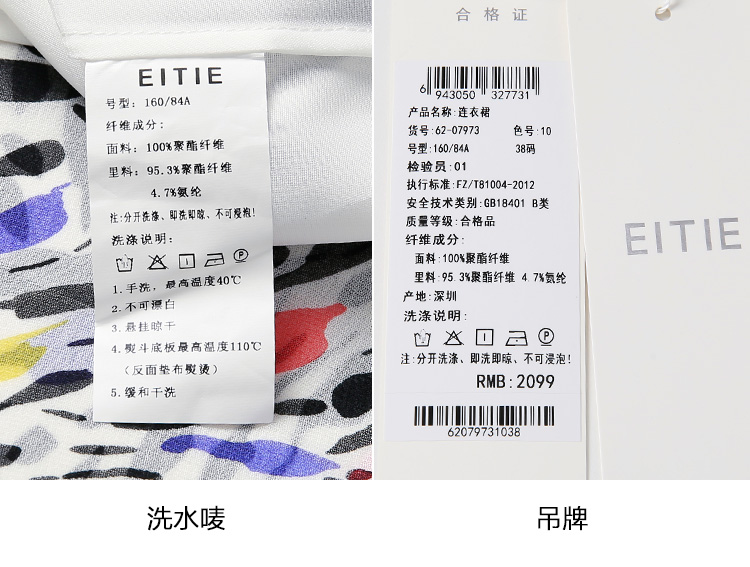 EITIE
号型：160/84A
纤维成分：
面料：100%聚酯纤维
里料：95.3%聚酯纤维
4.7%氨纶
注:分开洗涤、即洗即晾、不可浸泡!
洗涤说明：
1.手洗，最高温度40℃
2.不可漂白
3.悬挂晾干
4.熨斗底板最高温度110℃
（反面垫布熨烫）
5.缓和干洗
洗水唛
合格证
6 943050 327731
产品名称:连衣裙
货号:62-07973 色号:10
号型:160/84A 38码
检验员:01
执行标准:FZ/T81004-2012
安全技术类别:GB18401 B类
质量等级:合格品
纤维成分:
面料:100%聚酯纤维
里料:95.3%聚酯纤维 4.7%氨纶
产地:深圳
洗涤说明:
注:分开洗涤、即洗即晾、不可浸泡!
RMB:2099
62079731038
EITIE
吊牌